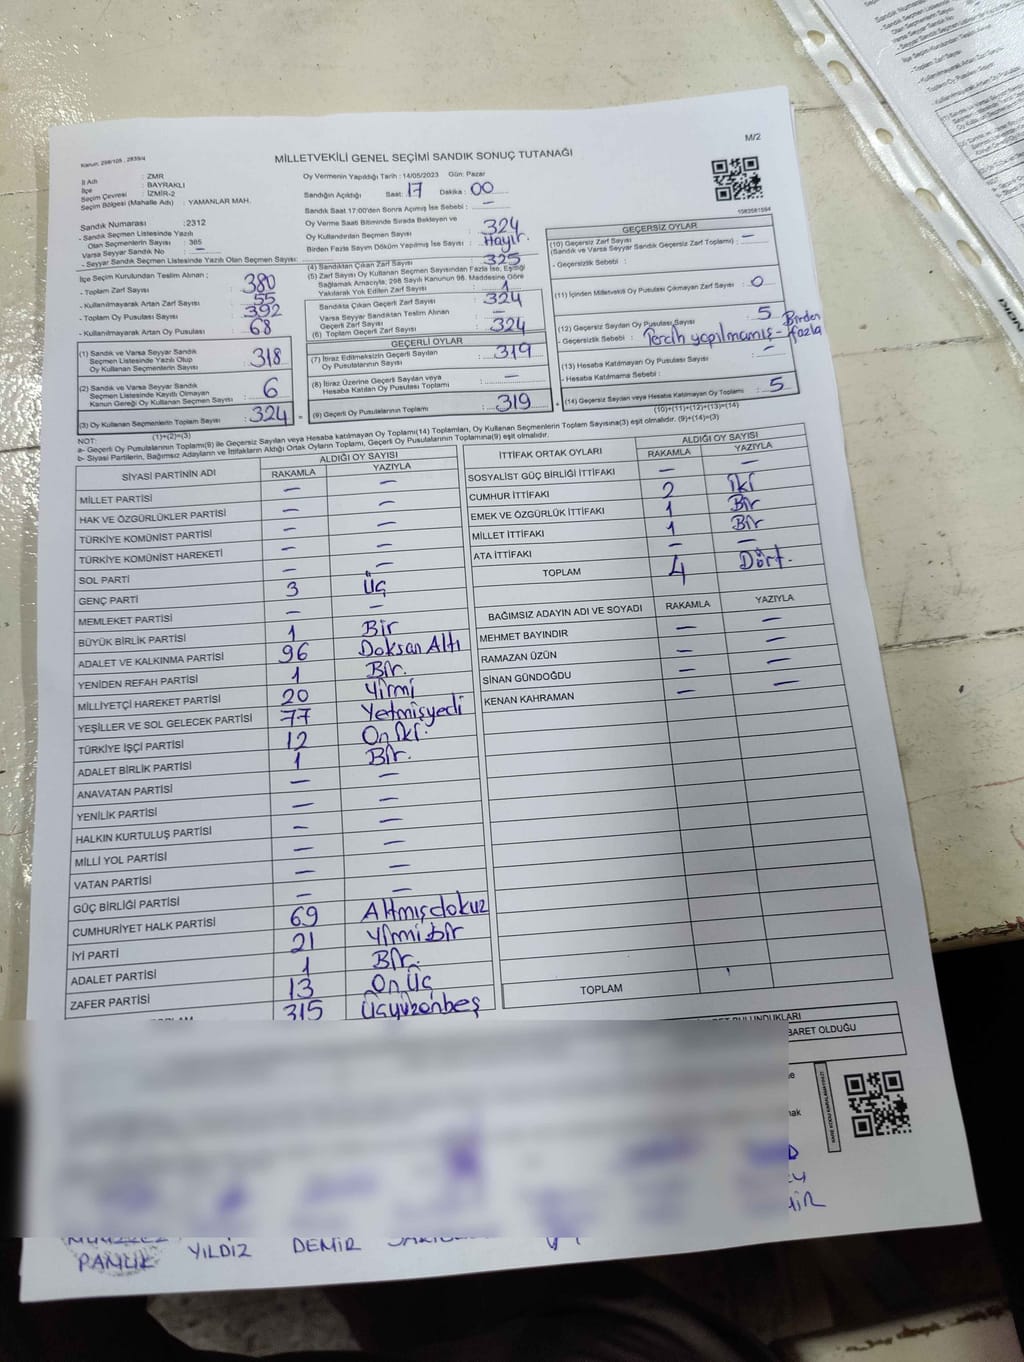 Kanun: 298/105 , 2839/4
M/2
MİLLETVEKİLİ GENEL SEÇİMİ SANDIK SONUÇ TUTANAĞI
İl Adı : ZMR
İlçe : BAYRAKLI
Seçim Çevresi : İZMİR-2
Seçim Bölgesi (Mahalle Adı) : YAMANLAR MAH.
Oy Vermenin Yapıldığı Tarih : 14/05/2023 Gün: Pazar
Sandığın Açıldığı Saat: 17 Dakika : 00
Sandık Saat 17:00'den Sonra Açılmış İse Sebebi : —
Oy Verme Saati Bitiminde Sırada Bekleyen ve
Oy Kullandırılan Seçmen Sayısı : 324
Birden Fazla Sayım Döküm Yapılmış İse Sayısı : Hayır.
Sandık Numarası : 2312
- Sandık Seçmen Listesinde Yazılı
Olan Seçmenlerin Sayısı : 385
Varsa Seyyar Sandık No : —
- Seyyar Sandık Seçmen Listesinde Yazılı Olan Seçmen Sayısı:
İlçe Seçim Kurulundan Teslim Alınan ;
- Toplam Zarf Sayısı : 380
- Kullanılmayarak Artan Zarf Sayısı : 55
- Toplam Oy Pusulası Sayısı : 392
- Kullanılmayarak Artan Oy Pusulası : 68
(1) Sandık ve Varsa Seyyar Sandık
Seçmen Listesinde Yazılı Olup
Oy Kullanan Seçmenlerin Sayısı : 318
(2) Sandık ve Varsa Seyyar Sandık
Seçmen Listesinde Kayıtlı Olmayan
Kanun Gereği Oy Kullanan Seçmen Sayısı : 6
(3) Oy Kullanan Seçmenlerin Toplam Sayısı : 324
(1)+(2)=(3)
(4) Sandıktan Çıkan Zarf Sayısı : 325
(5) Zarf Sayısı Oy Kullanan Seçmen Sayısından Fazla İse, Eşitliği
Sağlamak Amacıyla; 298 Sayılı Kanunun 98. Maddesine Göre
Yakılarak Yok Edilen Zarf Sayısı : 1
Sandıkta Çıkan Geçerli Zarf Sayısı : 324
Varsa Seyyar Sandıktan Teslim Alınan
Geçerli Zarf Sayısı : —
(6) Toplam Geçerli Zarf Sayısı : 324
GEÇERLİ OYLAR
(7) İtiraz Edilmeksizin Geçerli Sayılan
Oy Pusulalarının Sayısı : 319
(8) İtiraz Üzerine Geçerli Sayılan veya
Hesaba Katılan Oy Pusulası Toplamı : —
(9) Geçerli Oy Pusulalarının Toplamı : 319
1583581594
GEÇERSİZ OYLAR
(10) Geçersiz Zarf Sayısı
(Sandık ve Varsa Seyyar Sandık Geçersiz Zarf Toplamı) : —
- Geçersizlik Sebebi :
(11) İçinden Milletvekili Oy Pusulası Çıkmayan Zarf Sayısı : 0
(12) Geçersiz Sayılan Oy Pusulası Sayısı : 5
- Geçersizlik Sebebi : Tercih yapılmamış - Birden fazla
(13) Hesaba Katılmayan Oy Pusulası Sayısı : —
- Hesaba Katılmama Sebebi :
(14) Geçersiz Sayılan veya Hesaba Katılmayan Oy Toplamı : 5
(10)+(11)+(12)+(13)=(14)
NOT:
a- Geçerli Oy Pusulalarının Toplamı(9) ile Geçersiz Sayılan veya Hesaba katılmayan Oy Toplamı(14) Toplamları, Oy Kullanan Seçmenlerin Toplam Sayısına(3) eşit olmalıdır. (9)+(14)=(3)
b- Siyasi Partilerin, Bağımsız Adayların ve İttifakların Aldığı Ortak Oyların Toplamı, Geçerli Oy Pusulalarının Toplamına(9) eşit olmalıdır.
SİYASİ PARTİNİN ADI ALDIĞI OY SAYISI
RAKAMLA YAZIYLA
MİLLET PARTİSİ — —
HAK VE ÖZGÜRLÜKLER PARTİSİ — —
TÜRKİYE KOMÜNİST PARTİSİ — —
TÜRKİYE KOMÜNİST HAREKETİ — —
SOL PARTİ — —
GENÇ PARTİ 3 Üç
MEMLEKET PARTİSİ — —
BÜYÜK BİRLİK PARTİSİ 1 Bir
ADALET VE KALKINMA PARTİSİ 96 Doksan Altı
YENİDEN REFAH PARTİSİ 1 Bir.
MİLLİYETÇİ HAREKET PARTİSİ 20 Yirmi
YEŞİLLER VE SOL GELECEK PARTİSİ 77 Yetmişyedi
TÜRKİYE İŞÇİ PARTİSİ 12 On İki.
ADALET BİRLİK PARTİSİ 1 Bir.
ANAVATAN PARTİSİ — —
YENİLİK PARTİSİ — —
HALKIN KURTULUŞ PARTİSİ — —
MİLLİ YOL PARTİSİ — —
VATAN PARTİSİ — —
GÜÇ BİRLİĞİ PARTİSİ — —
CUMHURİYET HALK PARTİSİ 69 Altmışdokuz
İYİ PARTİ 21 Yirmi bir
ADALET PARTİSİ 1 Bir.
ZAFER PARTİSİ 13 On Üç
315 Üçyüzonbeş
İTTİFAK ORTAK OYLARI ALDIĞI OY SAYISI
RAKAMLA YAZIYLA
SOSYALİST GÜÇ BİRLİĞİ İTTİFAKI — —
CUMHUR İTTİFAKI 2 İki
EMEK VE ÖZGÜRLÜK İTTİFAKI 1 Bir
MİLLET İTTİFAKI 1 Bir
ATA İTTİFAKI — —
TOPLAM 4 Dört.
BAĞIMSIZ ADAYIN ADI VE SOYADI RAKAMLA YAZIYLA
MEHMET BAYINDIR — —
RAMAZAN ÜZÜN — —
SİNAN GÜNDOĞDU — —
KENAN KAHRAMAN — —
TOPLAM
BULUNDUKLARI
BARET OLDUĞU
PAMUK YILDIZ DEMİR